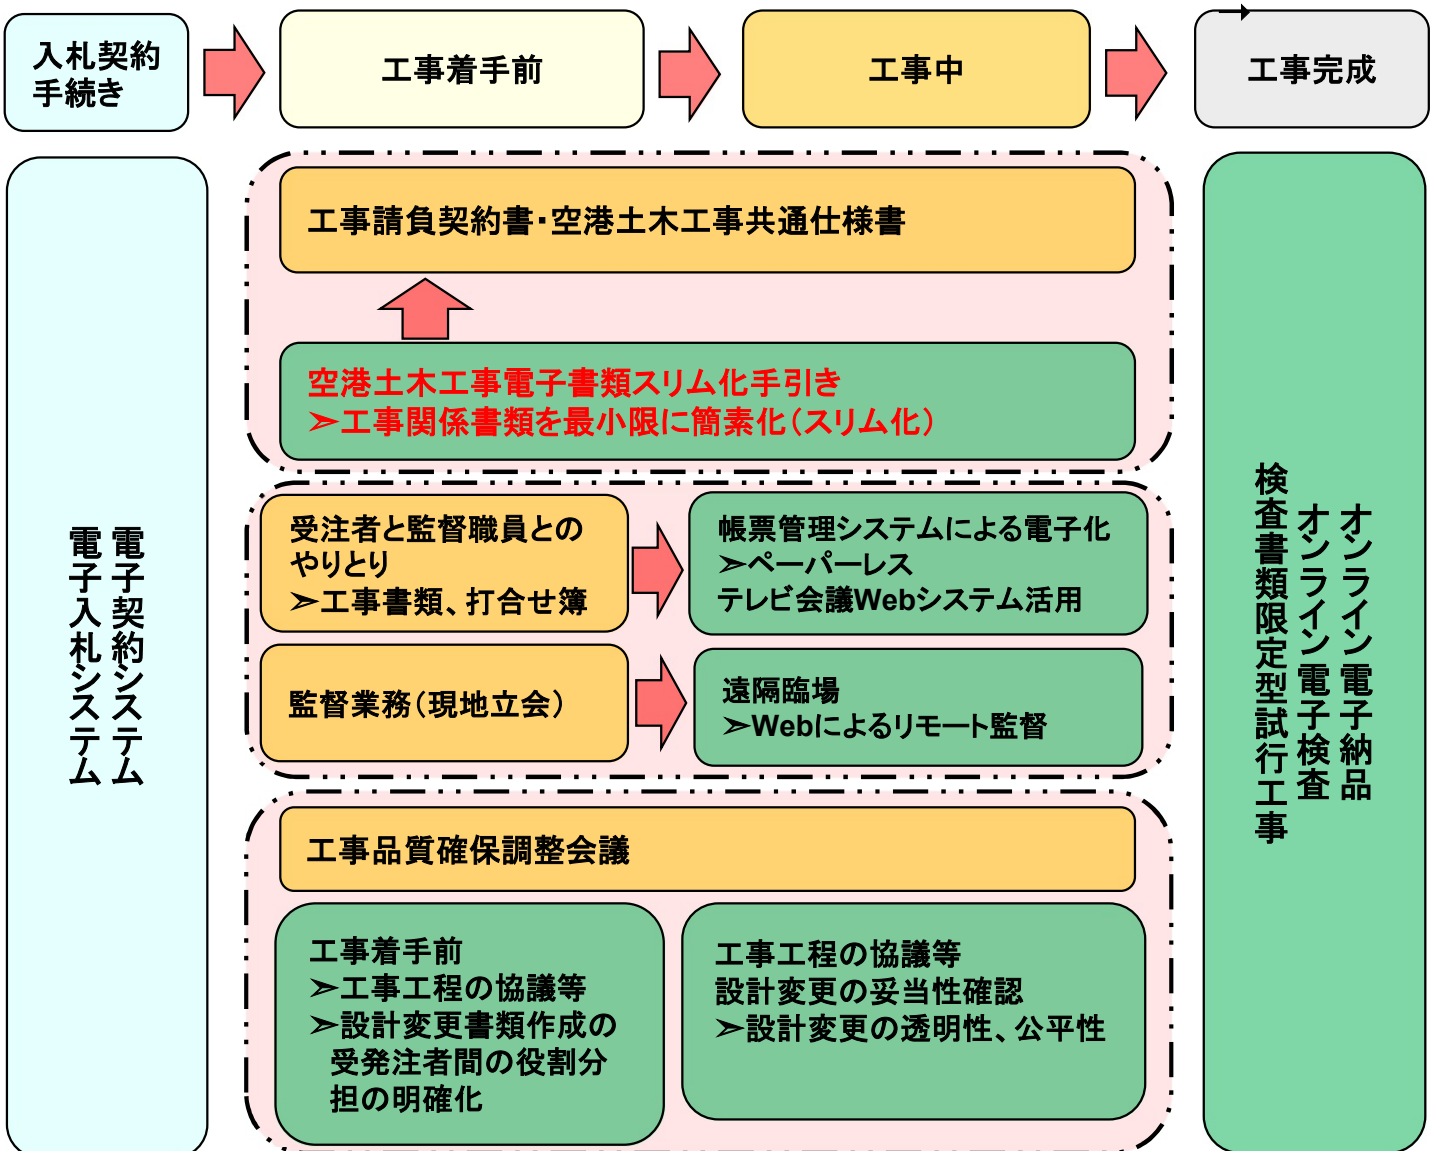 入札契約
手続き
工事着手前
工事中
工事完成
電子契約システム
電子入札システム
工事請負契約書・空港土木工事共通仕様書
空港土木工事電子書類スリム化手引き
➢工事関係書類を最小限に簡素化（スリム化）
受注者と監督職員との
やりとり
➢工事書類、打合せ簿
帳票管理システムによる電子化
➢ペーパーレス
テレビ会議Webシステム活用
監督業務（現地立会）
遠隔臨場
➢Webによるリモート監督
工事品質確保調整会議
工事着手前
➢工事工程の協議等
➢設計変更書類作成の
受発注者間の役割分
担の明確化
工事工程の協議等
設計変更の妥当性確認
➢設計変更の透明性、公平性
オンライン電子納品
オンライン電子検査
検査書類限定型試行工事